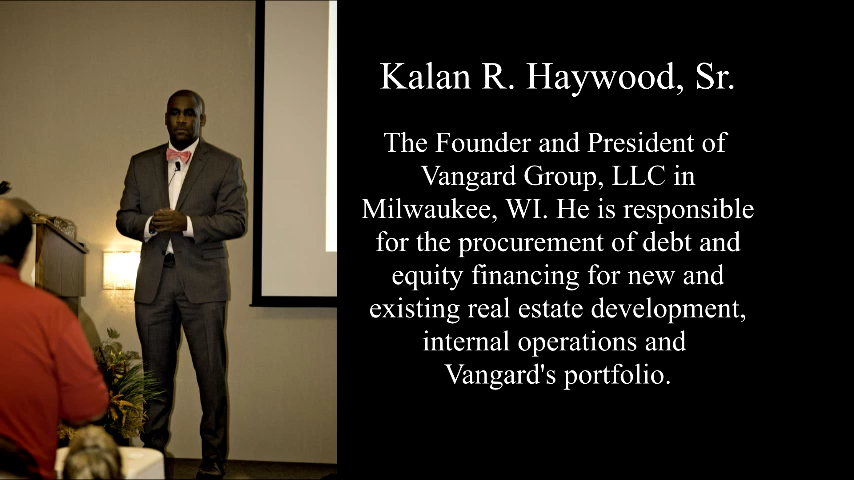 Kalan R. Haywood, Sr.
The Founder and President of
Vangard Group, LLC in
Milwaukee, WI. He is responsible
for the procurement of debt and
equity financing for new and
existing real estate development,
internal operations and
Vangard's portfolio.